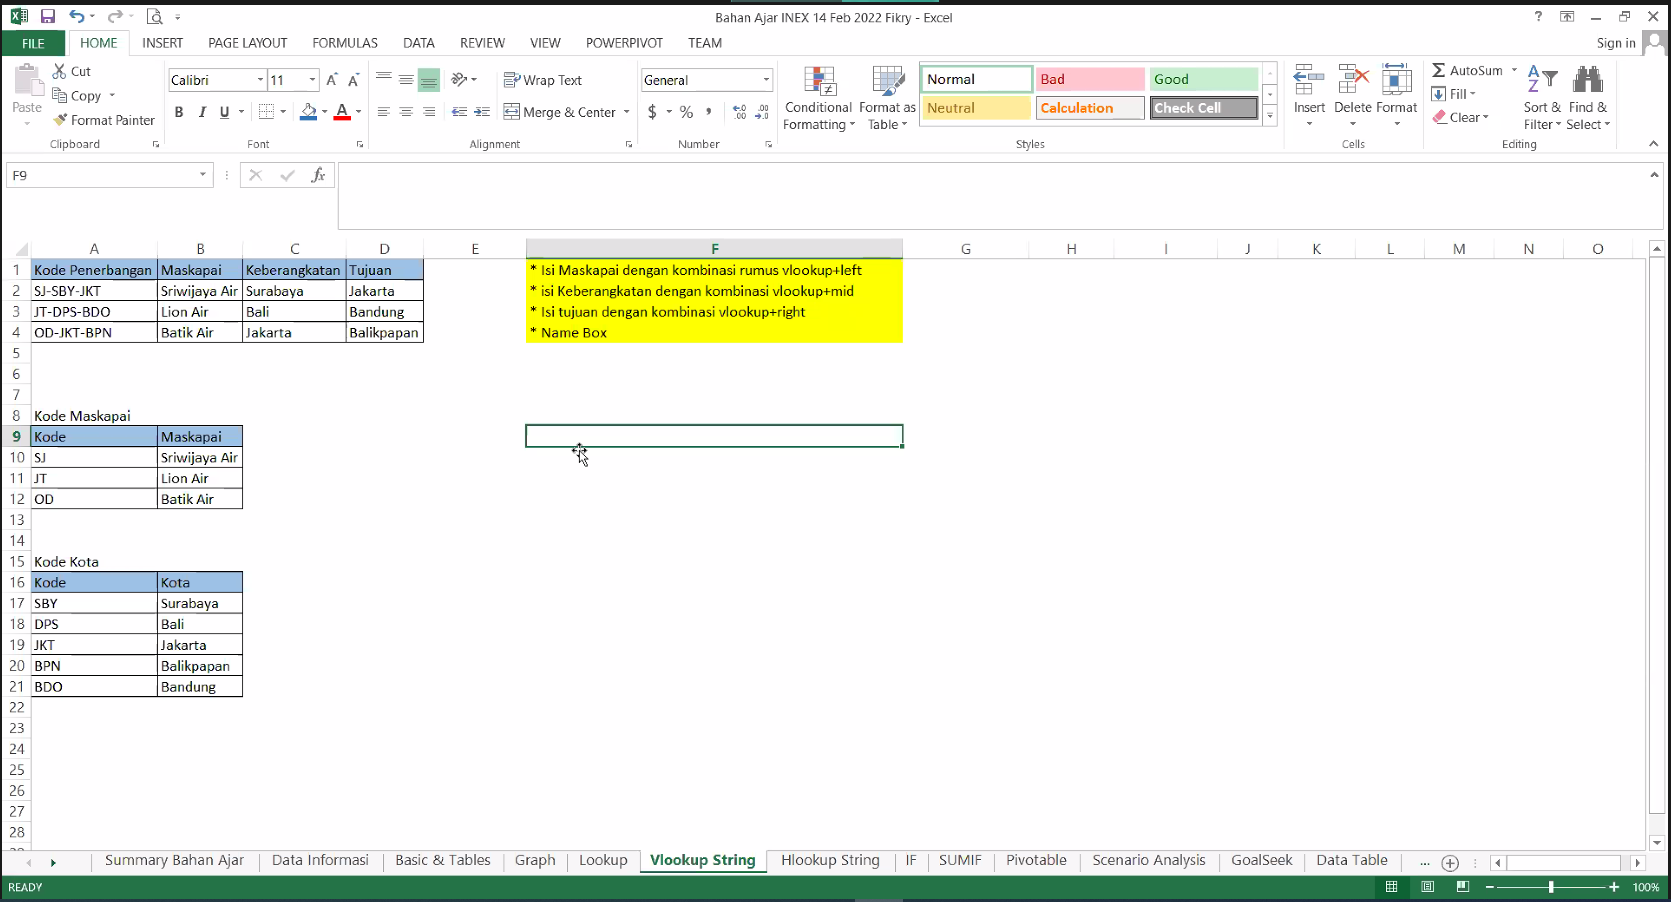 Bahan Ajar INEX 14 Feb 2022 Fikry - Excel
?
FILE HOME INSERT PAGE LAYOUT FORMULAS DATA REVIEW VIEW POWERPIVOT TEAM Sign in
Paste
Cut
Copy
Format Painter
Clipboard
Calibri 11
B I U
Font
Wrap Text
Merge & Center
Alignment
General
$ % ,
Number
Conditional Formatting
Format as Table
Normal Bad Good
Neutral Calculation Check Cell
Styles
Insert Delete Format
Cells
AutoSum
Fill
Clear
Sort & Filter
Find & Select
Editing
F9
fx
A B C D E F G H I J K L M N O
1 Kode Penerbangan Maskapai Keberangkatan Tujuan * Isi Maskapai dengan kombinasi rumus vlookup+left
2 SJ-SBY-JKT Sriwijaya Air Surabaya Jakarta * isi Keberangkatan dengan kombinasi vlookup+mid
3 JT-DPS-BDO Lion Air Bali Bandung * Isi tujuan dengan kombinasi vlookup+right
4 OD-JKT-BPN Batik Air Jakarta Balikpapan * Name Box
5
6
7
8 Kode Maskapai
9 Kode Maskapai
10 SJ Sriwijaya Air
11 JT Lion Air
12 OD Batik Air
13
14
15 Kode Kota
16 Kode Kota
17 SBY Surabaya
18 DPS Bali
19 JKT Jakarta
20 BPN Balikpapan
21 BDO Bandung
22
23
24
25
26
27
28
Summary Bahan Ajar Data Informasi Basic & Tables Graph Lookup Vlookup String Hlookup String IF SUMIF Pivotable Scenario Analysis GoalSeek Data Table ...
READY 100%